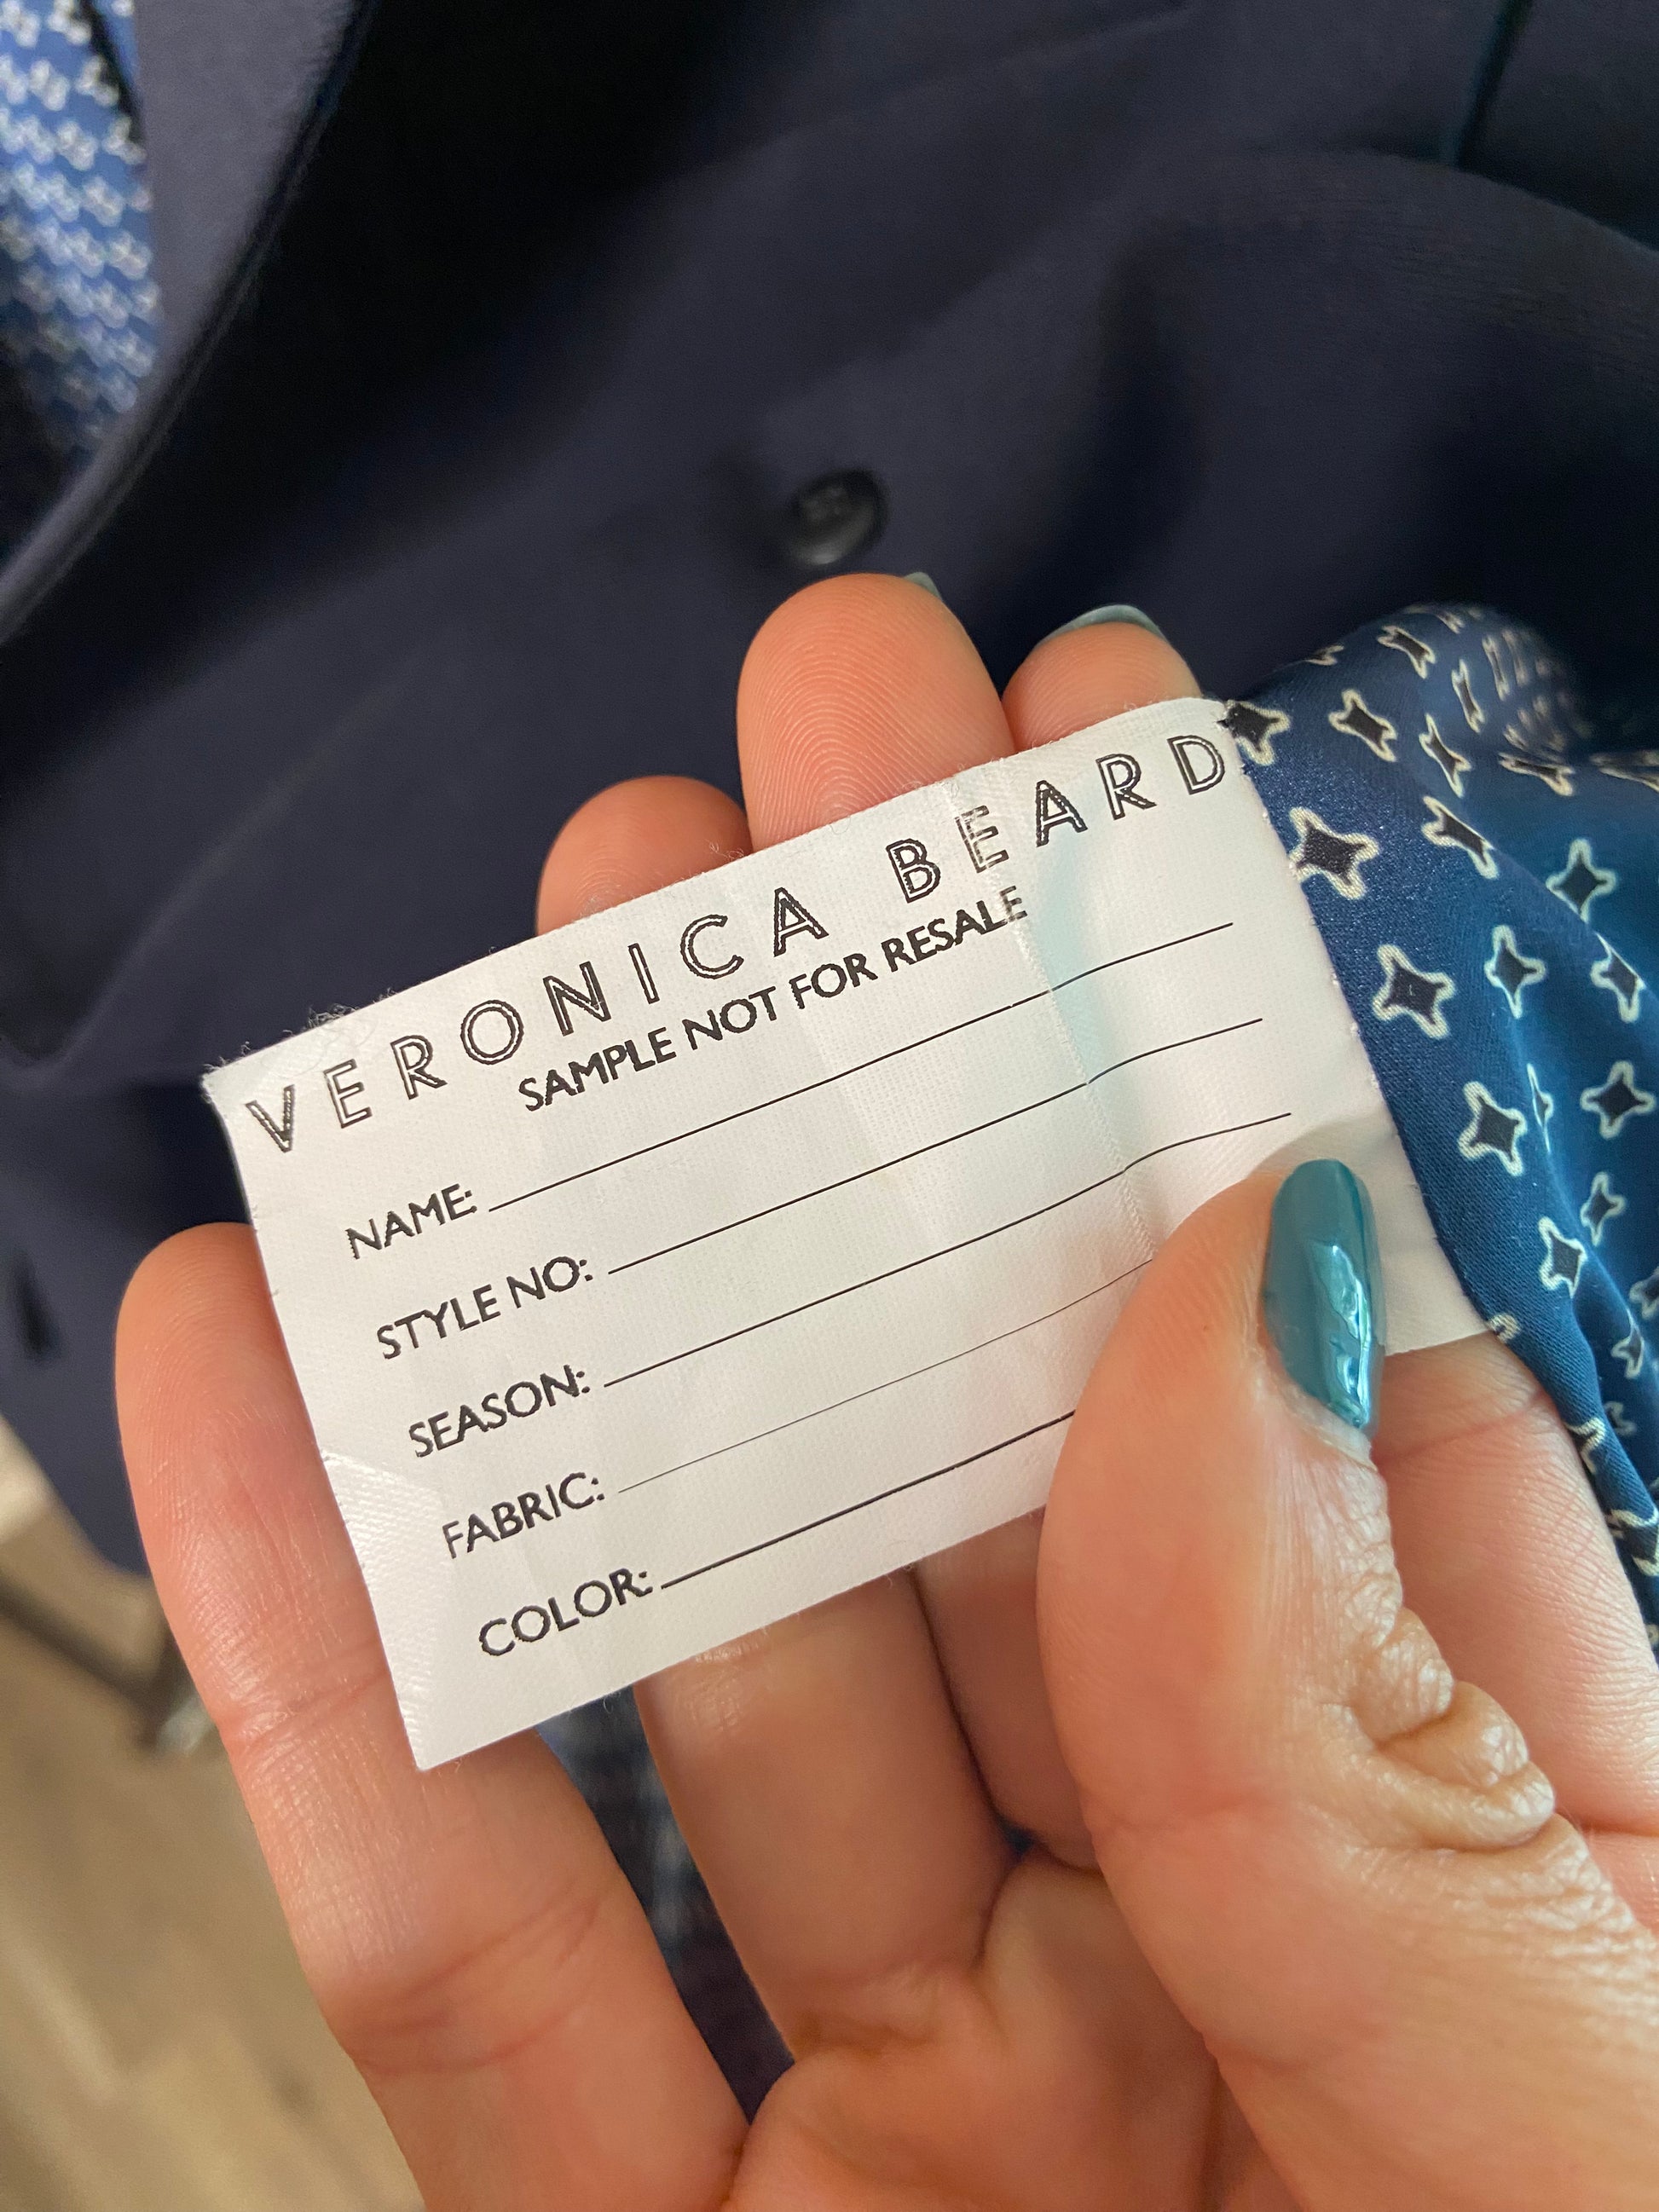 VERONICA BEARD
SAMPLE NOT FOR RESALE
NAME:
STYLE NO:
SEASON:
FABRIC:
COLOR: